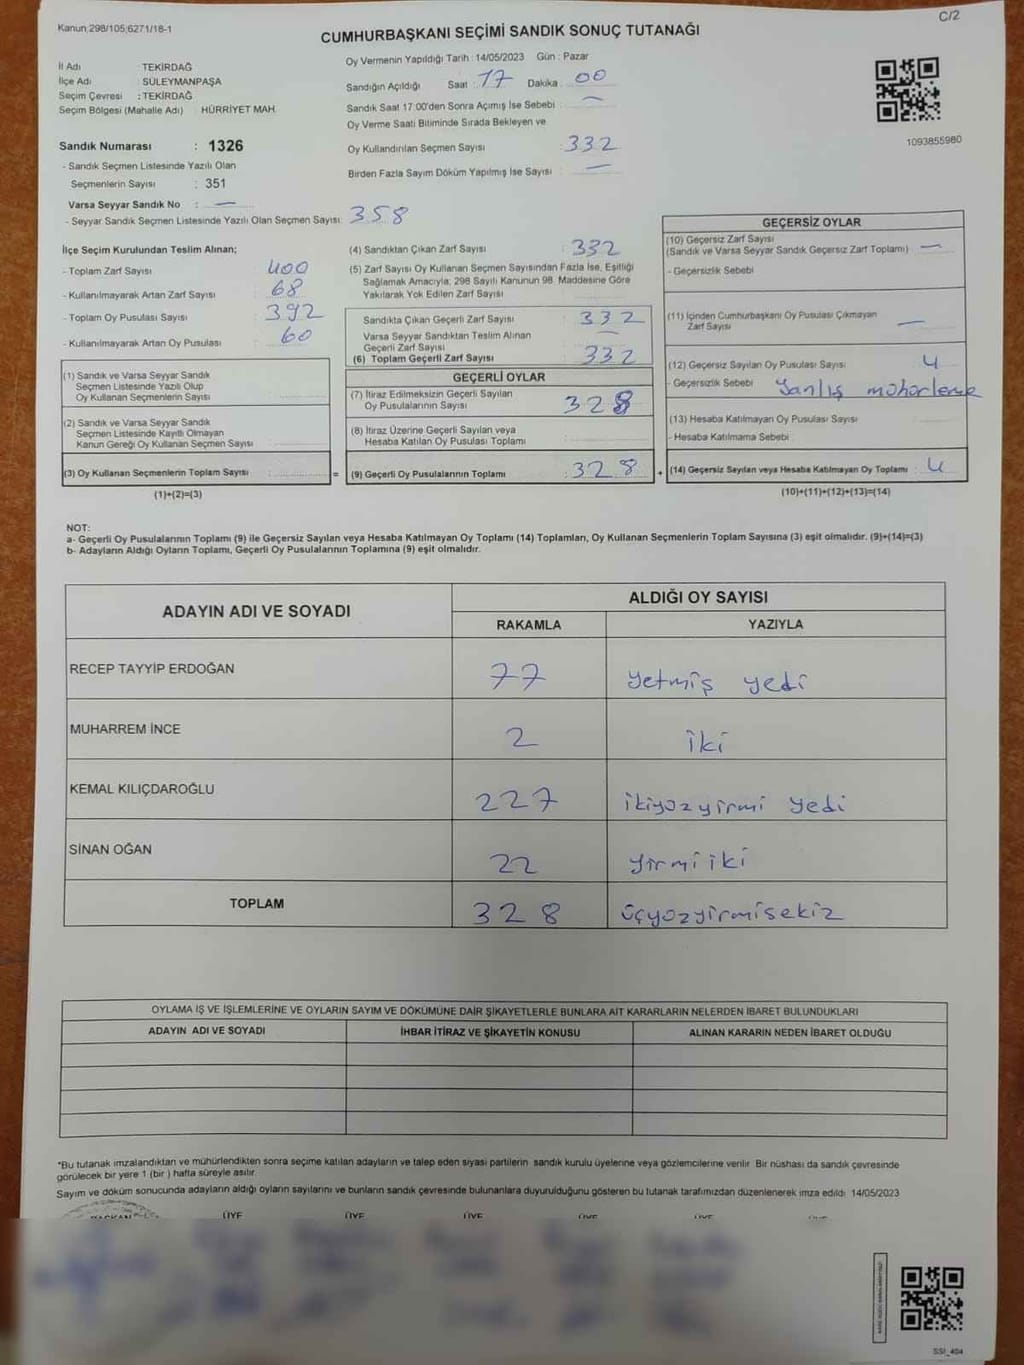 Kanun;298/105;6271/18-1
C/2
CUMHURBAŞKANI SEÇİMİ SANDIK SONUÇ TUTANAĞI
İl Adı : TEKİRDAĞ
İlçe Adı : SÜLEYMANPAŞA
Seçim Çevresi : TEKİRDAĞ
Seçim Bölgesi (Mahalle Adı) : HÜRRİYET MAH.
Sandık Numarası : 1326
- Sandık Seçmen Listesinde Yazılı Olan
Seçmenlerin Sayısı : 351
Varsa Seyyar Sandık No : —
- Seyyar Sandık Seçmen Listesinde Yazılı Olan Seçmen Sayısı: 358
Oy Vermenin Yapıldığı Tarih : 14/05/2023 Gün : Pazar
Sandığın Açıldığı Saat : 17 Dakika : 00
Sandık Saat 17:00'den Sonra Açımış İse Sebebi : —
Oy Verme Saati Bitiminde Sırada Bekleyen ve
Oy Kullandırılan Seçmen Sayısı : 332
Birden Fazla Sayım Döküm Yapılmış İse Sayısı : —
1093855980
İlçe Seçim Kurulundan Teslim Alınan;
- Toplam Zarf Sayısı : 400
- Kullanılmayarak Artan Zarf Sayısı : 68
- Toplam Oy Pusulası Sayısı : 392
- Kullanılmayarak Artan Oy Pusulası : 60
(1) Sandık ve Varsa Seyyar Sandık
Seçmen Listesinde Yazılı Olup
Oy Kullanan Seçmenlerin Sayısı :
(2) Sandık ve Varsa Seyyar Sandık
Seçmen Listesinde Kayıtlı Olmayan
Kanun Gereği Oy Kullanan Seçmen Sayısı :
(3) Oy Kullanan Seçmenlerin Toplam Sayısı :
(1)+(2)=(3)
(4) Sandıktan Çıkan Zarf Sayısı : 332
(5) Zarf Sayısı Oy Kullanan Seçmen Sayısından Fazla İse, Eşitliği
Sağlamak Amacıyla; 298 Sayılı Kanunun 98. Maddesine Göre
Yakılarak Yok Edilen Zarf Sayısı :
Sandıkta Çıkan Geçerli Zarf Sayısı : 332
Varsa Seyyar Sandıktan Teslim Alınan —
Geçerli Zarf Sayısı
(6) Toplam Geçerli Zarf Sayısı : 332
GEÇERLİ OYLAR
(7) İtiraz Edilmeksizin Geçerli Sayılan
Oy Pusulalarının Sayısı : 328
(8) İtiraz Üzerine Geçerli Sayılan veya
Hesaba Katılan Oy Pusulası Toplamı :
= (9) Geçerli Oy Pusulalarının Toplamı : 328
GEÇERSİZ OYLAR
(10) Geçersiz Zarf Sayısı
(Sandık ve Varsa Seyyar Sandık Geçersiz Zarf Toplamı) : —
- Geçersizlik Sebebi :
(11) İçinden Cumhurbaşkanı Oy Pusulası Çıkmayan
Zarf Sayısı : —
(12) Geçersiz Sayılan Oy Pusulası Sayısı : 4
- Geçersizlik Sebebi : Yanlış mühürleme
(13) Hesaba Katılmayan Oy Pusulası Sayısı :
- Hesaba Katılmama Sebebi :
+ (14) Geçersiz Sayılan veya Hesaba Katılmayan Oy Toplamı : 4
(10)+(11)+(12)+(13)=(14)
NOT:
a- Geçerli Oy Pusulalarının Toplamı (9) ile Geçersiz Sayılan veya Hesaba Katılmayan Oy Toplamı (14) Toplamları, Oy Kullanan Seçmenlerin Toplam Sayısına (3) eşit olmalıdır. (9)+(14)=(3)
b- Adayların Aldığı Oyların Toplamı, Geçerli Oy Pusulalarının Toplamına (9) eşit olmalıdır.
ADAYIN ADI VE SOYADI
ALDIĞI OY SAYISI
RAKAMLA YAZIYLA
RECEP TAYYİP ERDOĞAN 77 Yetmiş yedi
MUHARREM İNCE 2 iki
KEMAL KILIÇDAROĞLU 227 ikiyüzyirmi yedi
SİNAN OĞAN 22 yirmi iki
TOPLAM 328 üçyüzyirmisekiz
OYLAMA İŞ VE İŞLEMLERİNE VE OYLARIN SAYIM VE DÖKÜMÜNE DAİR ŞİKAYETLERLE BUNLARA AİT KARARLARIN NELERDEN İBARET BULUNDUKLARI
ADAYIN ADI VE SOYADI İHBAR İTİRAZ VE ŞİKAYETİN KONUSU ALINAN KARARIN NEDEN İBARET OLDUĞU
*Bu tutanak imzalandıktan ve mühürlendikten sonra seçime katılan adayların ve talep eden siyasi partilerin sandık kurulu üyelerine veya gözlemcilerine verilir. Bir nüshası da sandık çevresinde
görülecek bir yere 1 (bir) hafta süreyle asılır.
Sayım ve döküm sonucunda adayların aldığı oyların sayılarını ve bunların sandık çevresinde bulunanlara duyurulduğunu gösteren bu tutanak tarafımızdan düzenlenerek imza edildi. 14/05/2023
BAŞKAN ÜYE ÜYE ÜYE ÜYE ÜYE
SSI_404